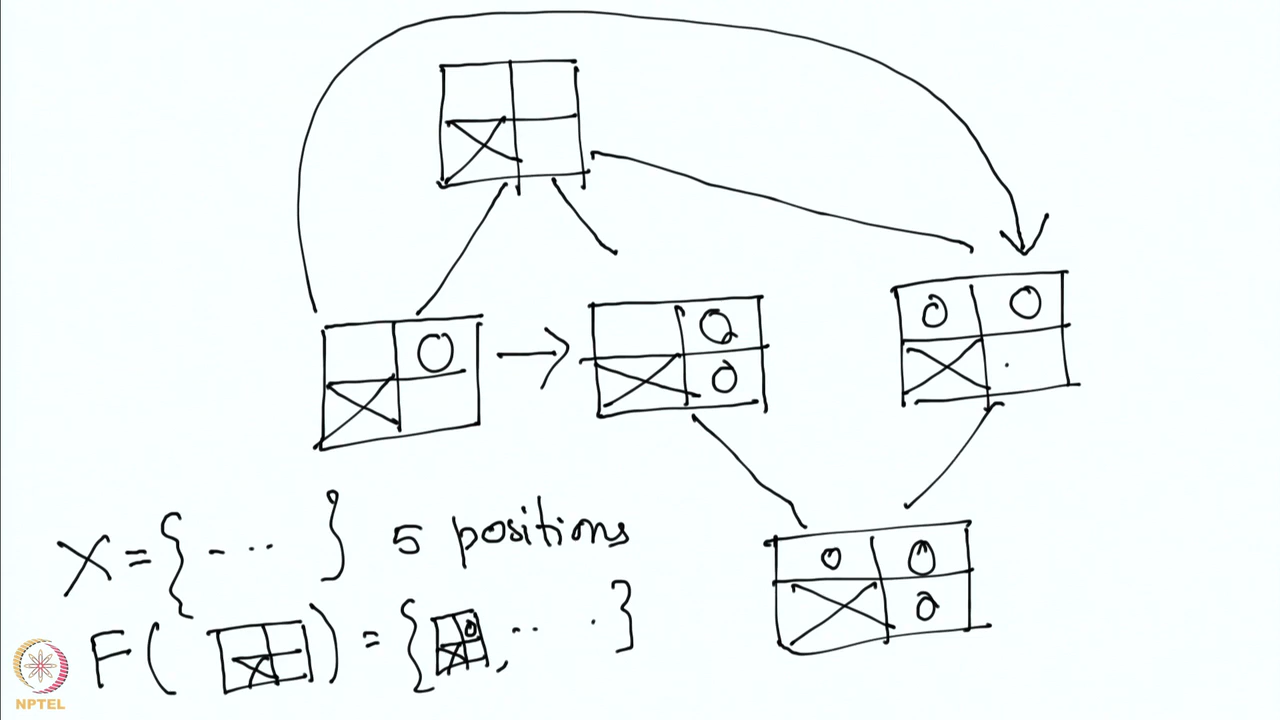 O
O
O
O O
O
O O
O
X = { - ... } 5 positions
F( ) = { O , .. . }
NPTEL